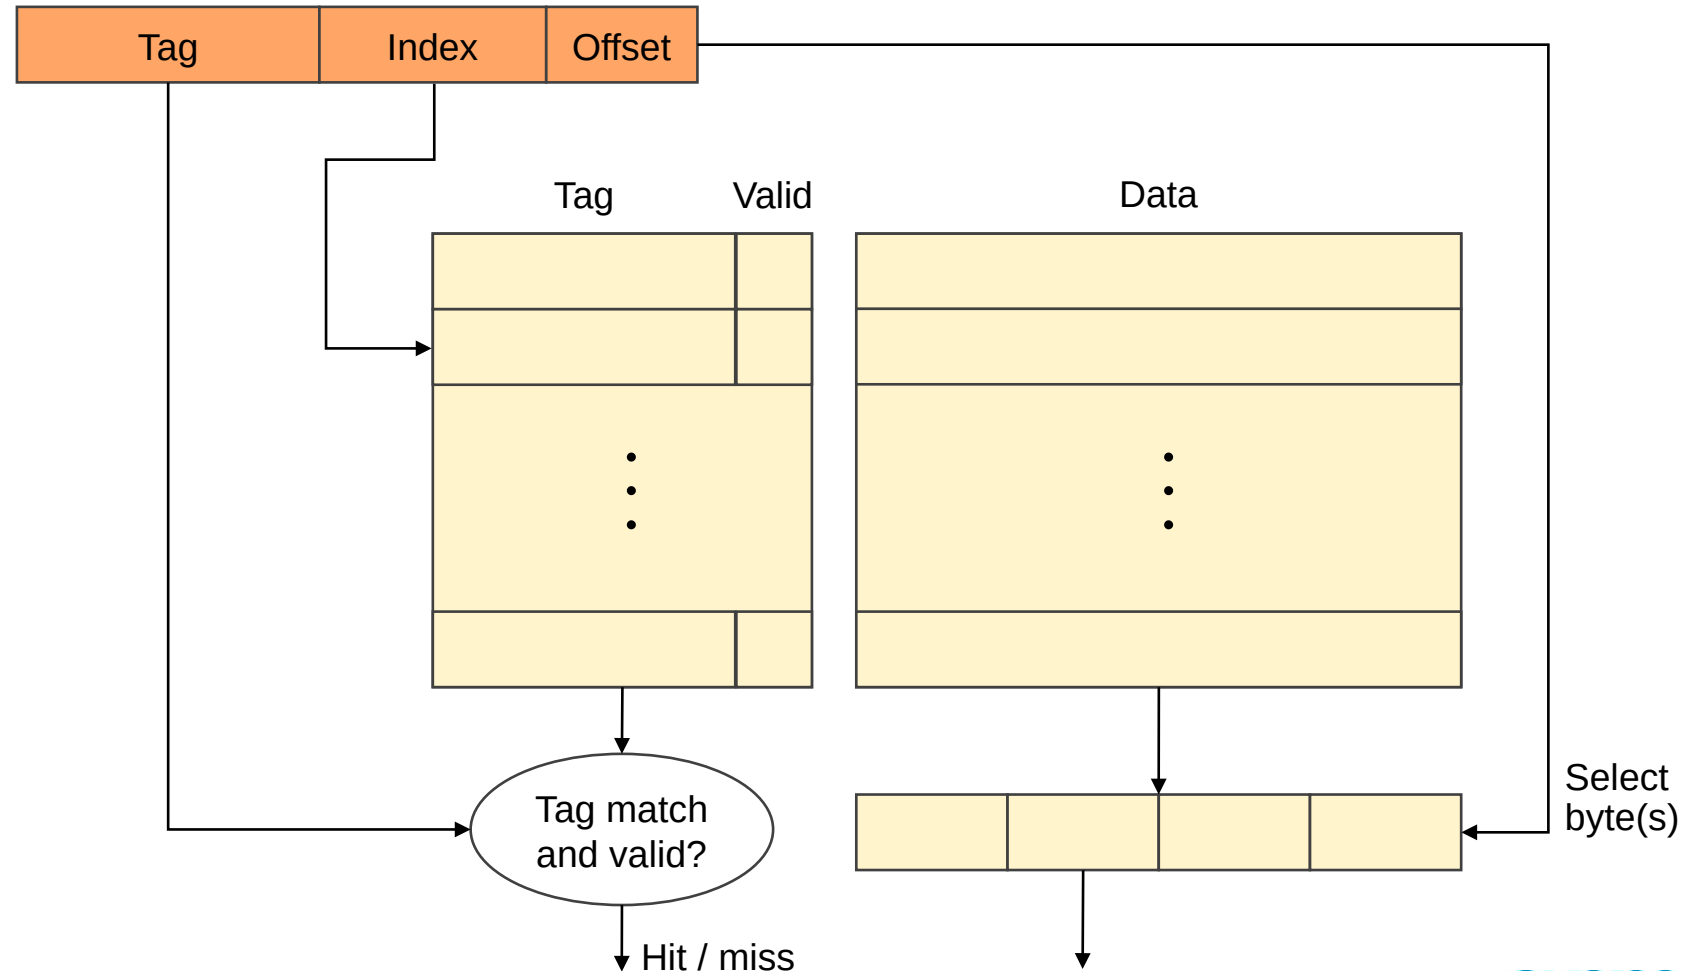 Tag
Index
Offset
Tag
Valid
Data
Select
byte(s)
Tag match
and valid?
Hit / miss